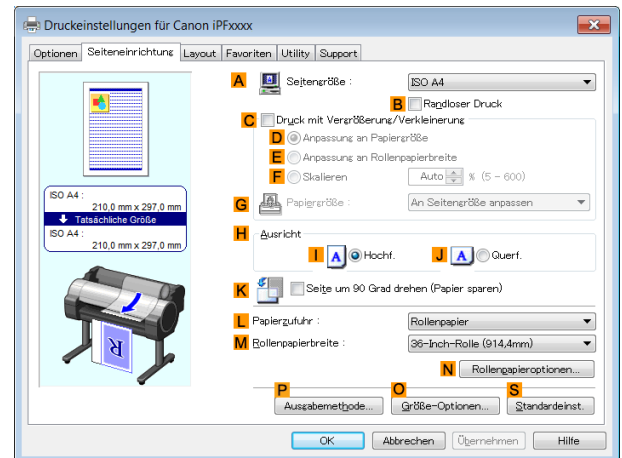 Druckeinstellungen für Canon iPFxxxx
Optionen Seiteneinrichtung Layout Favoriten Utility Support
A Seitengröße : ISO A4
B Randloser Druck
C Druck mit Vergrößerung/Verkleinerung
D Anpassung an Papiergröße
E Anpassung an Rollenpapierbreite
F Skalieren Auto % (5 - 600)
G Papiergröße : An Seitengröße anpassen
ISO A4 :
210,0 mm x 297,0 mm
Tatsächliche Größe
ISO A4 :
210,0 mm x 297,0 mm
H Ausricht
I A Hochf. J A Querf.
K Seite um 90 Grad drehen (Papier sparen)
L Papierzufuhr : Rollenpapier
M Rollenpapierbreite : 36-Inch-Rolle (914,4mm)
R
N Rollenpapieroptionen...
P O S
Ausgabemethode... Größe-Optionen... Standardeinst.
OK Abbrechen Übernehmen Hilfe